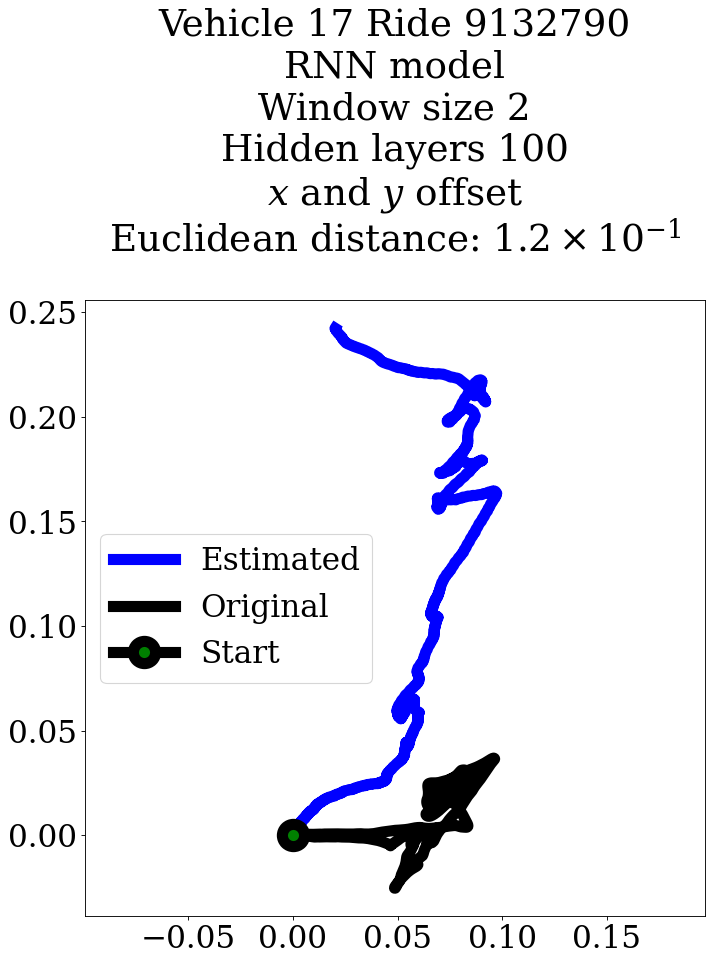 Vehicle 17 Ride 9132790
RNN model
Window size 2
Hidden layers 100
x and y offset
Euclidean distance: 1.2 × 10⁻¹
0.25
0.20
0.15
0.10
0.05
0.00
Estimated
Original
Start
−0.05 0.00 0.05 0.10 0.15